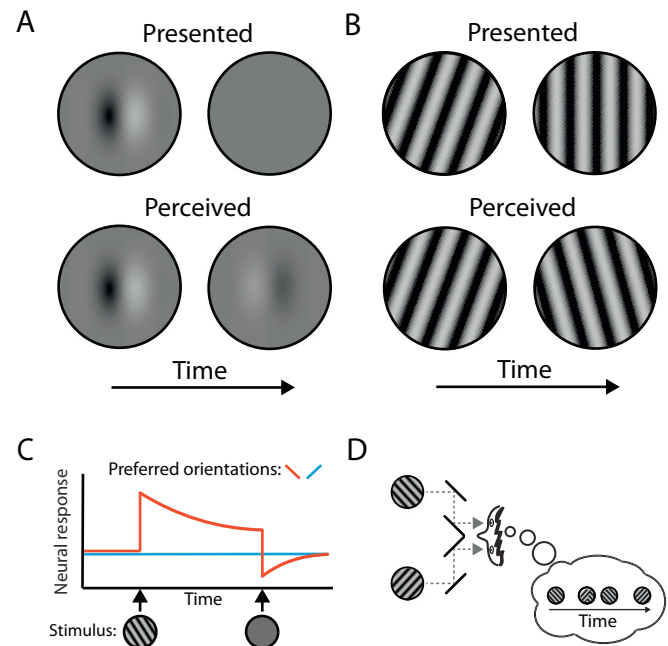 A
Presented
Perceived
Time
B
Presented
Perceived
Time
C
Preferred orientations:
Neural response
Time
Stimulus:
D
Time